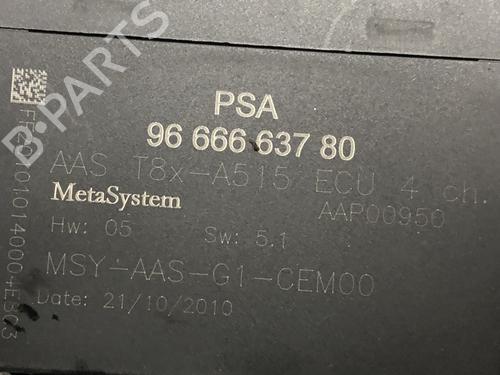 PSA
96 666 637 80
AAS T8x-A515 ECU 4 ch.
MetaSystem
AAP00950
Hw: 05 Sw: 5.1
MSY-AAS-G1-CEM00
Date: 21/10/2010
B-PARTS